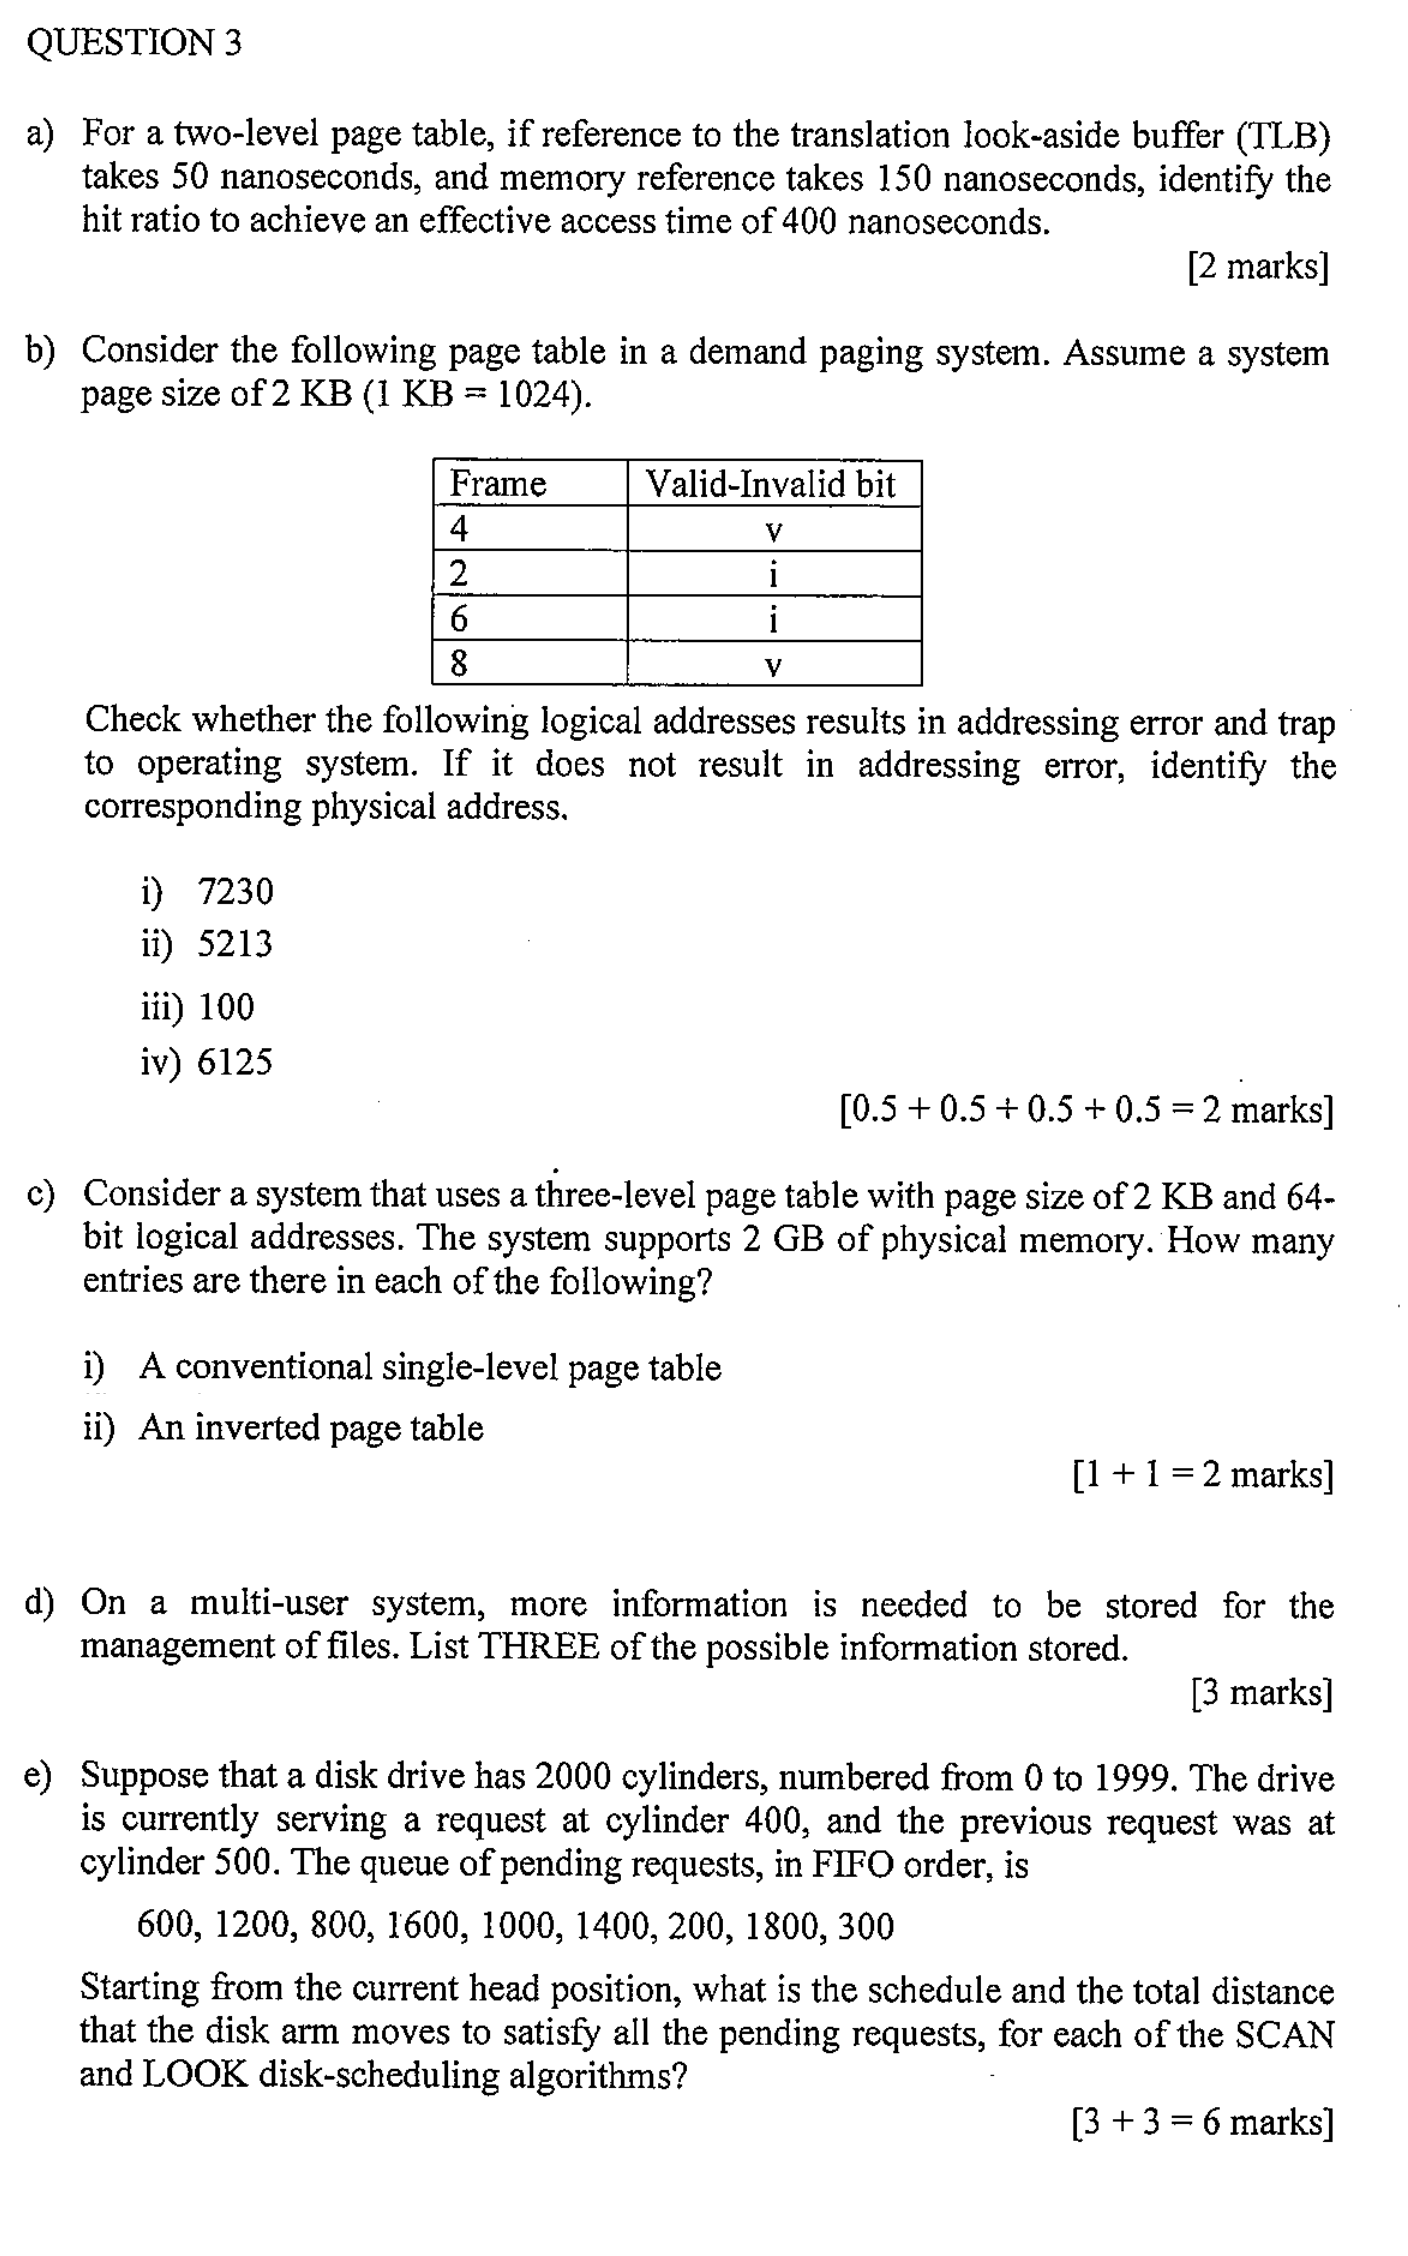 QUESTION 3
a) For a two-level page table, if reference to the translation look-aside buffer (TLB)
takes 50 nanoseconds, and memory reference takes 150 nanoseconds, identify the
hit ratio to achieve an effective access time of 400 nanoseconds.
[2 marks]
b) Consider the following page table in a demand paging system. Assume a system
page size of 2 KB (1 KB = 1024).
Frame Valid-Invalid bit
4 v
2 i
6 i
8 v
Check whether the following logical addresses results in addressing error and trap
to operating system. If it does not result in addressing error, identify the
corresponding physical address.
i) 7230
ii) 5213
iii) 100
iv) 6125
[0.5 + 0.5 + 0.5 + 0.5 = 2 marks]
c) Consider a system that uses a three-level page table with page size of 2 KB and 64-
bit logical addresses. The system supports 2 GB of physical memory. How many
entries are there in each of the following?
i) A conventional single-level page table
ii) An inverted page table
[1 + 1 = 2 marks]
d) On a multi-user system, more information is needed to be stored for the
management of files. List THREE of the possible information stored.
[3 marks]
e) Suppose that a disk drive has 2000 cylinders, numbered from 0 to 1999. The drive
is currently serving a request at cylinder 400, and the previous request was at
cylinder 500. The queue of pending requests, in FIFO order, is
600, 1200, 800, 1600, 1000, 1400, 200, 1800, 300
Starting from the current head position, what is the schedule and the total distance
that the disk arm moves to satisfy all the pending requests, for each of the SCAN
and LOOK disk-scheduling algorithms?
[3 + 3 = 6 marks]